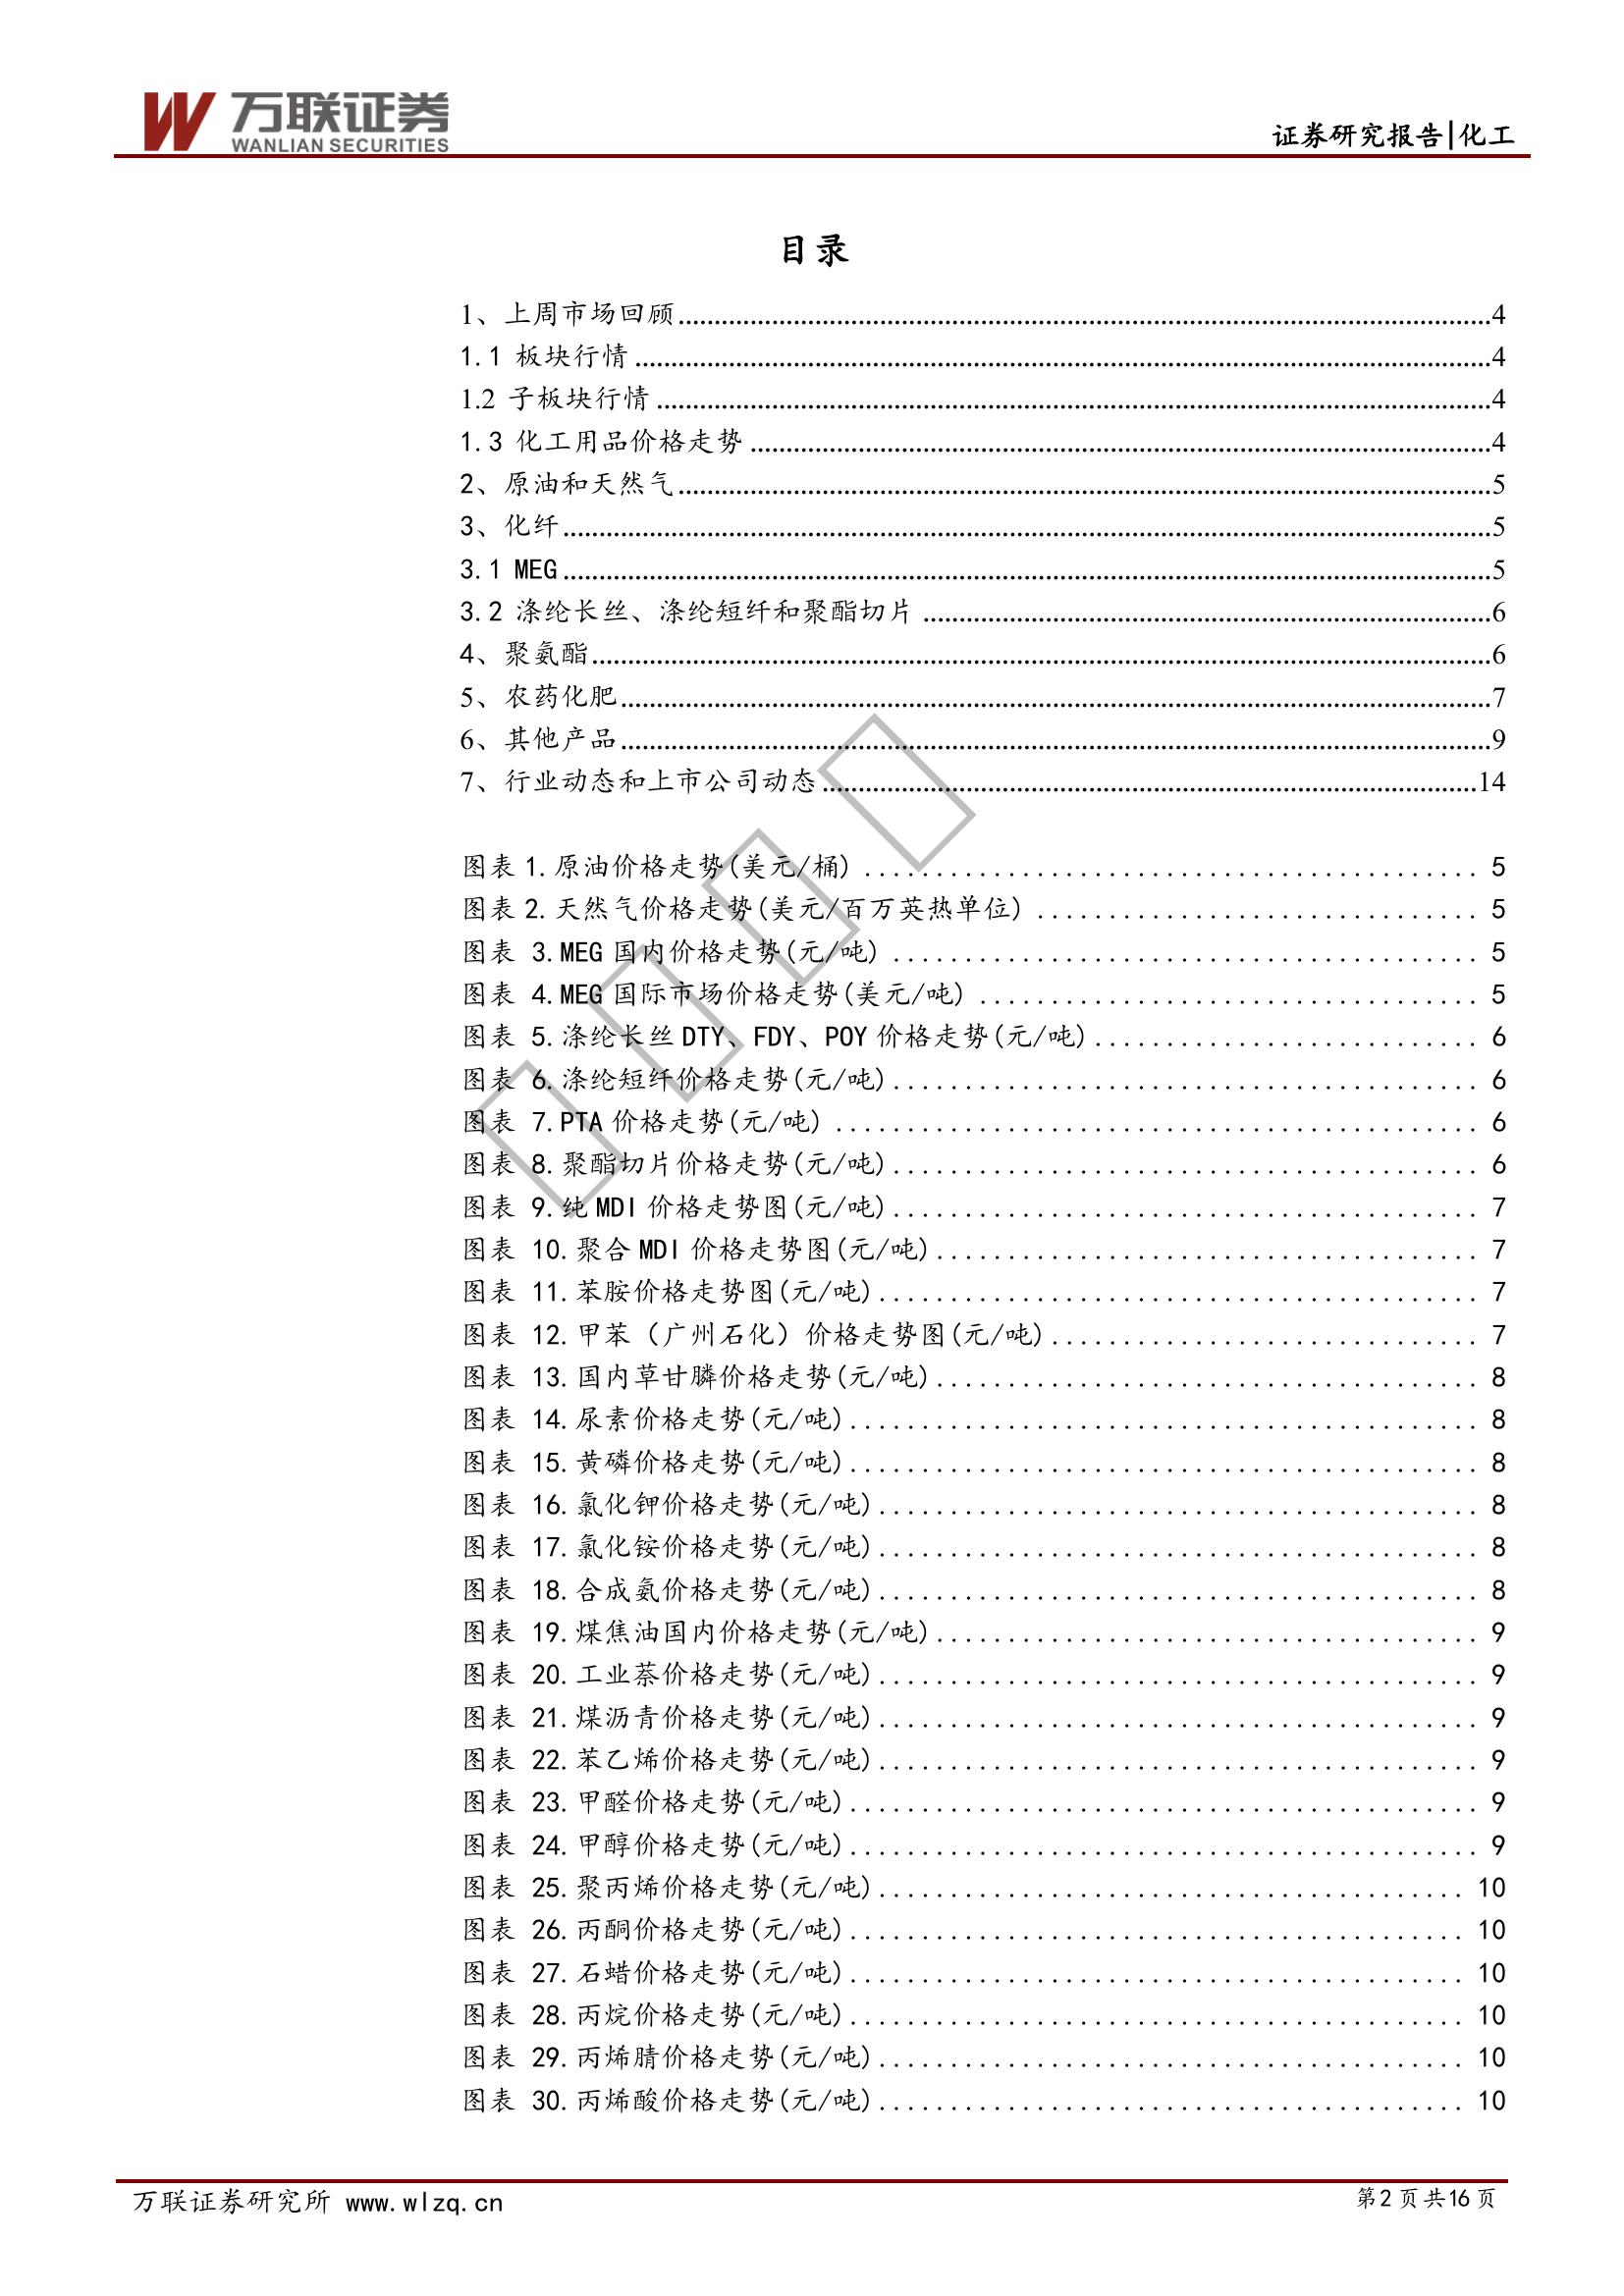 万联证券
WANLIAN SECURITIES
证券研究报告|化工
目录
1、上周市场回顾...4
1.1 板块行情...4
1.2 子板块行情...4
1.3 化工用品价格走势...4
2、原油和天然气...5
3、化纤...5
3.1 MEG...5
3.2 涤纶长丝、涤纶短纤和聚酯切片...6
4、聚氨酯...6
5、农药化肥...7
6、其他产品...9
7、行业动态和上市公司动态...14
图表 1.原油价格走势(美元/桶)...5
图表 2.天然气价格走势(美元/百万英热单位)...5
图表 3.MEG 国内价格走势(元/吨)...5
图表 4.MEG 国际市场价格走势(美元/吨)...5
图表 5.涤纶长丝 DTY、FDY、POY 价格走势(元/吨)...6
图表 6.涤纶短纤价格走势(元/吨)...6
图表 7.PTA 价格走势(元/吨)...6
图表 8.聚酯切片价格走势(元/吨)...6
图表 9.纯 MDI 价格走势图(元/吨)...7
图表 10.聚合 MDI 价格走势图(元/吨)...7
图表 11.苯胺价格走势图(元/吨)...7
图表 12.甲苯（广州石化）价格走势图(元/吨)...7
图表 13.国内草甘膦价格走势(元/吨)...8
图表 14.尿素价格走势(元/吨)...8
图表 15.黄磷价格走势(元/吨)...8
图表 16.氯化钾价格走势(元/吨)...8
图表 17.氯化铵价格走势(元/吨)...8
图表 18.合成氨价格走势(元/吨)...8
图表 19.煤焦油国内价格走势(元/吨)...9
图表 20.工业萘价格走势(元/吨)...9
图表 21.煤沥青价格走势(元/吨)...9
图表 22.苯乙烯价格走势(元/吨)...9
图表 23.甲醛价格走势(元/吨)...9
图表 24.甲醇价格走势(元/吨)...9
图表 25.聚丙烯价格走势(元/吨)...10
图表 26.丙酮价格走势(元/吨)...10
图表 27.石蜡价格走势(元/吨)...10
图表 28.丙烷价格走势(元/吨)...10
图表 29.丙烯腈价格走势(元/吨)...10
图表 30.丙烯酸价格走势(元/吨)...10
万联证券研究所 www.wlzq.cn
第 2 页 共 16 页